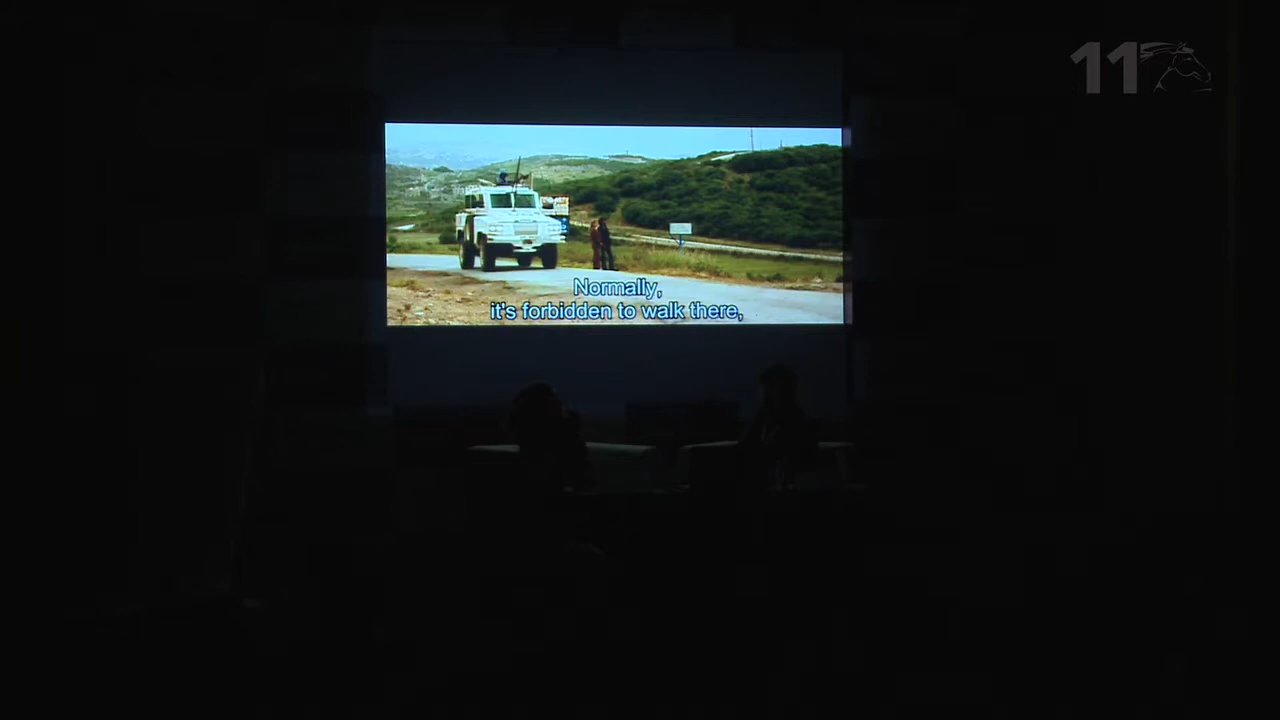 11
Normally,
it's forbidden to walk there,